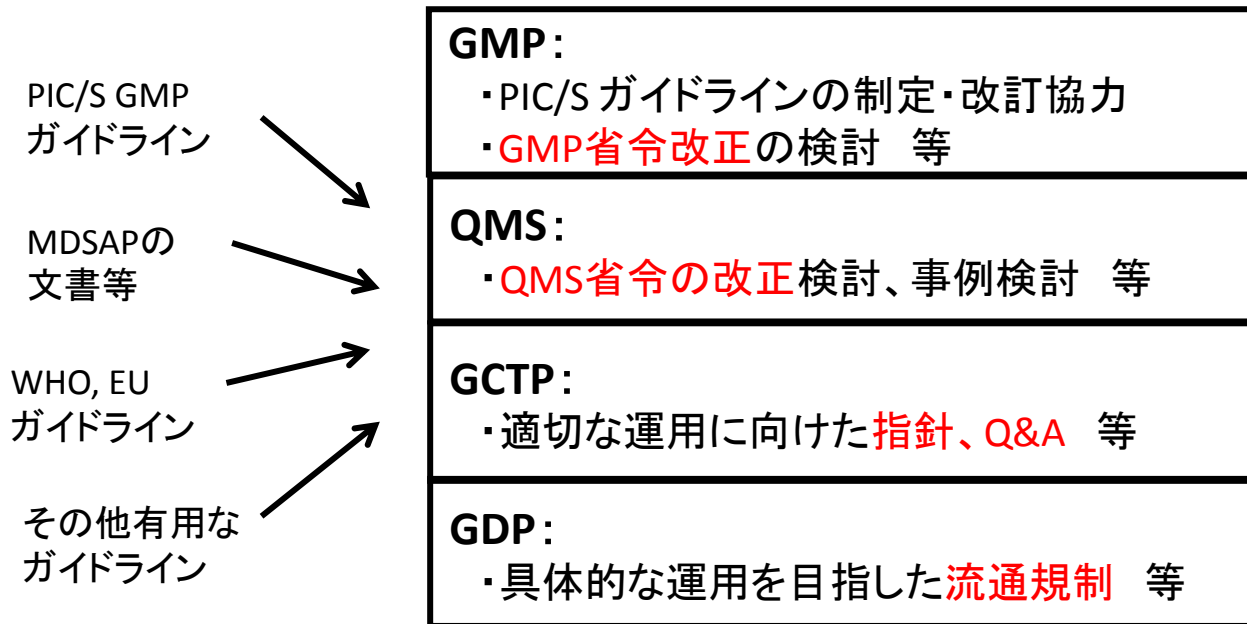 PIC/S GMP
ガイドライン
MDSAPの
文書等
WHO, EU
ガイドライン
その他有用な
ガイドライン
GMP：
・PIC/S ガイドラインの制定・改訂協力
・GMP省令改正の検討　等
QMS：
・QMS省令の改正検討、事例検討　等
GCTP：
・適切な運用に向けた指針、Q&A　等
GDP：
・具体的な運用を目指した流通規制　等